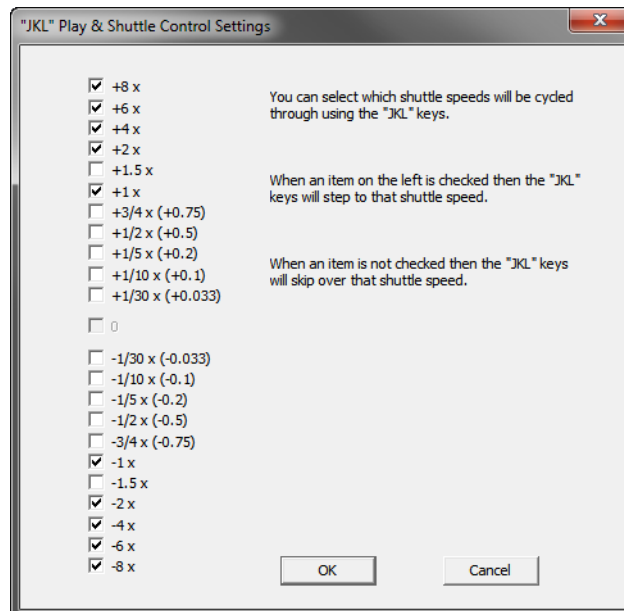 "JKL" Play & Shuttle Control Settings
+8 x
+6 x
+4 x
+2 x
+1.5 x
+1 x
+3/4 x (+0.75)
+1/2 x (+0.5)
+1/5 x (+0.2)
+1/10 x (+0.1)
+1/30 x (+0.033)
0
-1/30 x (-0.033)
-1/10 x (-0.1)
-1/5 x (-0.2)
-1/2 x (-0.5)
-3/4 x (-0.75)
-1 x
-1.5 x
-2 x
-4 x
-6 x
-8 x
You can select which shuttle speeds will be cycled
through using the "JKL" keys.
When an item on the left is checked then the "JKL"
keys will step to that shuttle speed.
When an item is not checked then the "JKL" keys
will skip over that shuttle speed.
OK
Cancel